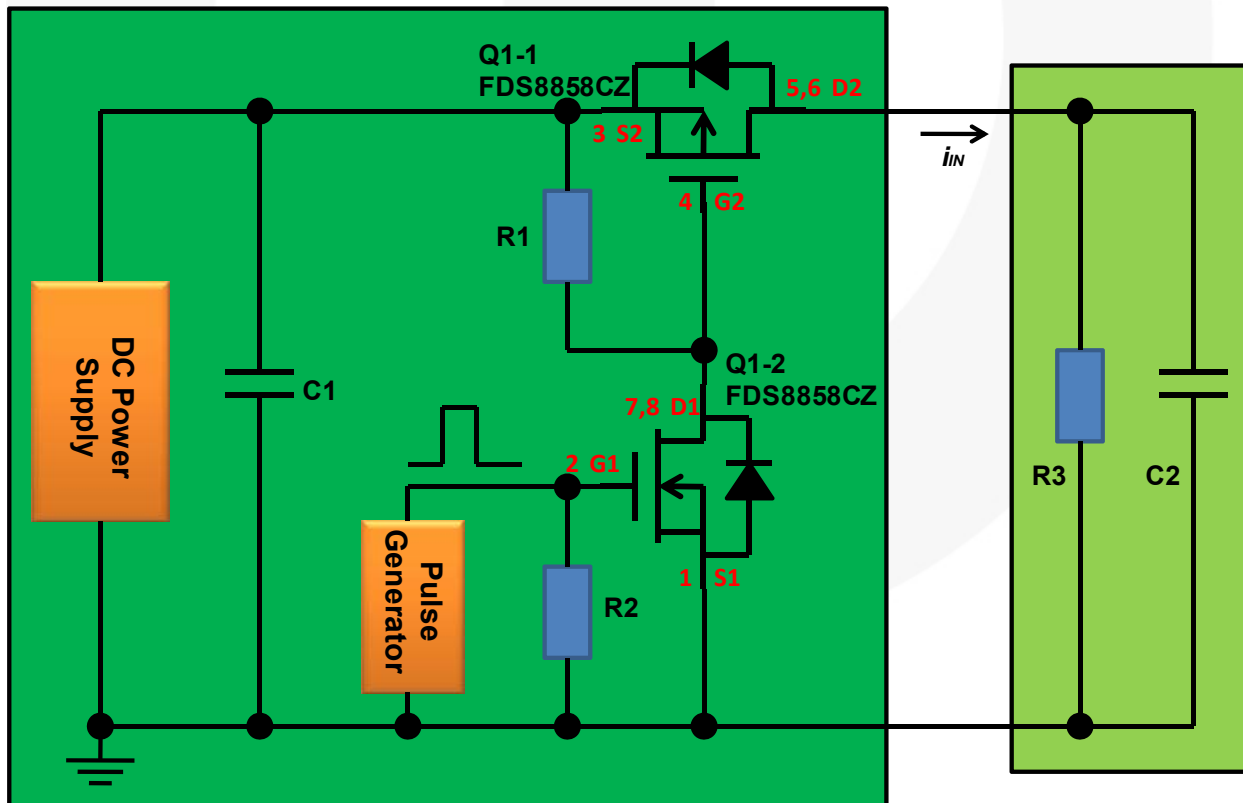 Q1-1
FDS8858CZ
5,6 D2
3 S2
i IN
4 G2
R1
DC Power
Supply
C1
Q1-2
FDS8858CZ
7,8 D1
2 G1
R3
C2
Pulse
Generator
1 S1
R2